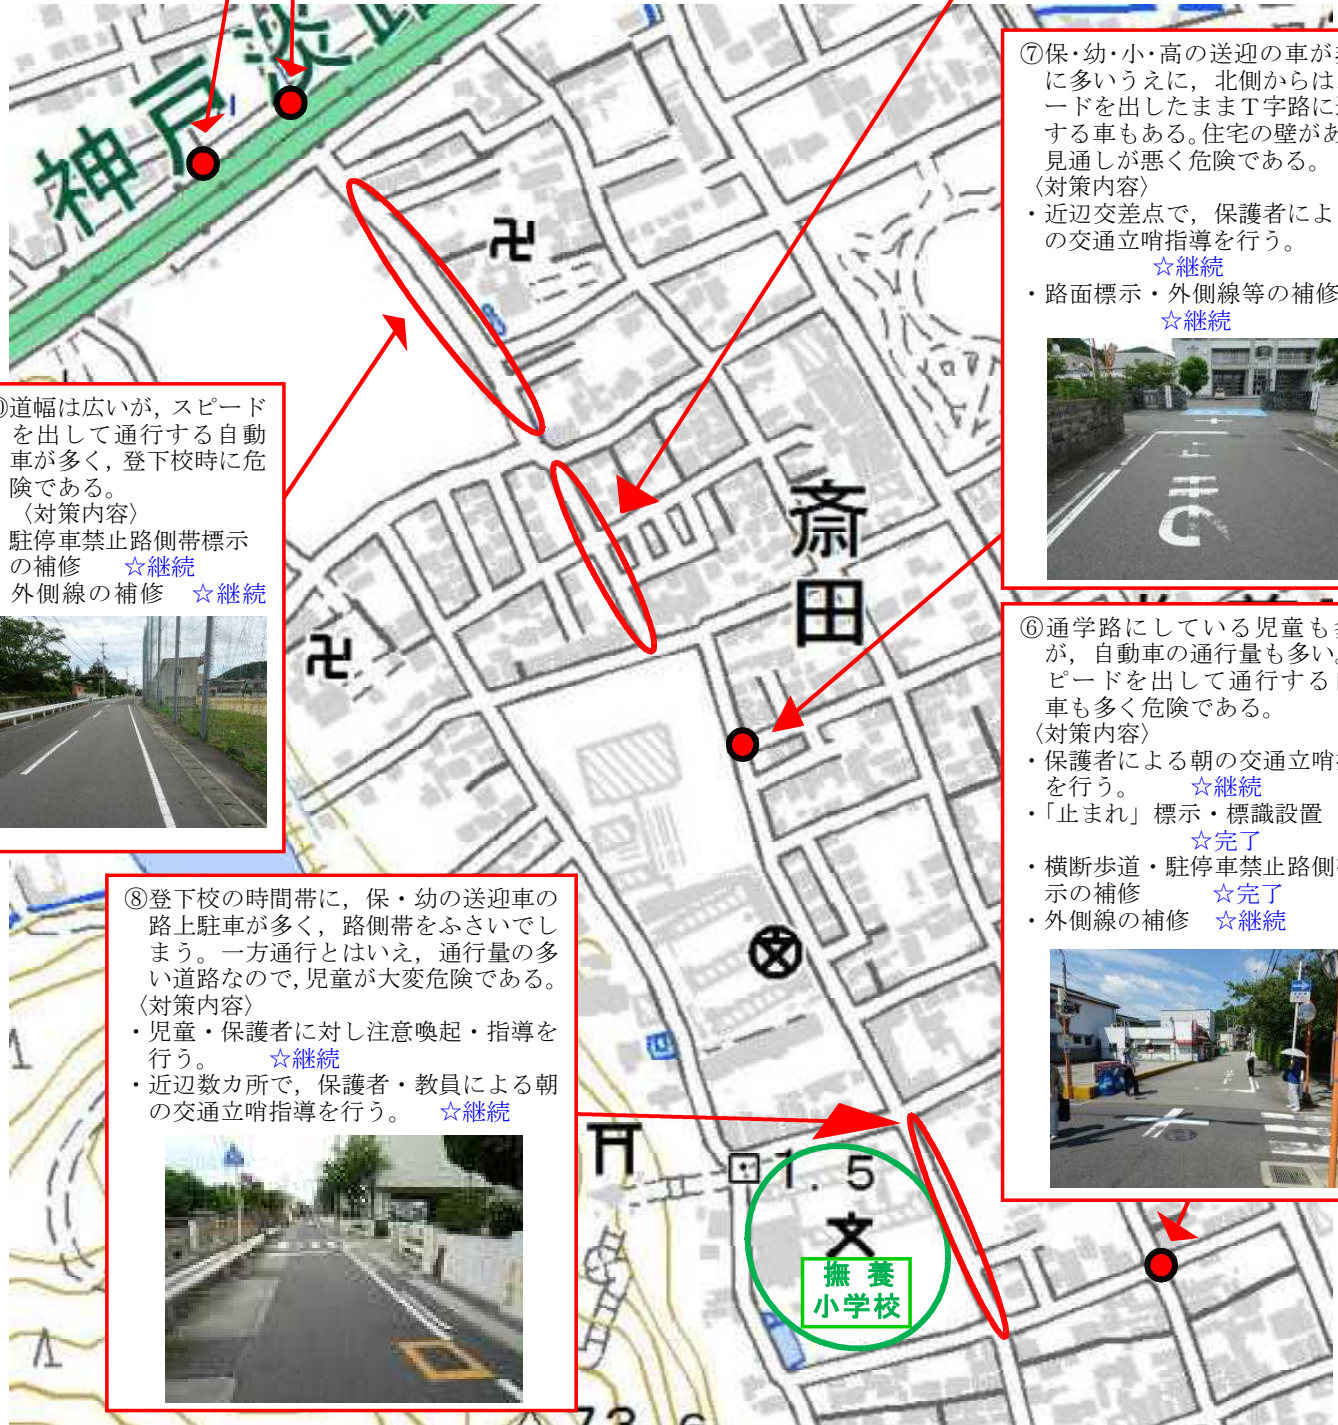 神戸淡路
⑦保・幼・小・高の送迎の車が
に多いうえに，北側からは
ードを出したままT字路に
する車もある。住宅の壁があ
見通しが悪く危険である。
〈対策内容〉
・近辺交差点で，保護者によ
の交通立哨指導を行う。
☆継続
・路面標示・外側線等の補修
☆継続
止まれ
道幅は広いが，スピード
を出して通行する自動
車が多く，登下校時に危
険である。
〈対策内容〉
駐停車禁止路側帯標示
の補修 ☆継続
外側線の補修 ☆継続
斎田
⑥通学路にしている児童も
が，自動車の通行量も多い。
ピードを出して通行する
車も多く危険である。
〈対策内容〉
・保護者による朝の交通立哨
を行う。 ☆継続
・「止まれ」標示・標識設置
☆完了
・横断歩道・駐停車禁止路側
示の補修 ☆完了
・外側線の補修 ☆継続
⑧登下校の時間帯に，保・幼の送迎車の
路上駐車が多く，路側帯をふさいでし
まう。一方通行とはいえ，通行量の多
い道路なので，児童が大変危険である。
〈対策内容〉
・児童・保護者に対し注意喚起・指導を
行う。 ☆継続
・近辺数カ所で，保護者・教員による朝
の交通立哨指導を行う。 ☆継続
1.5
文
撫養
小学校
73